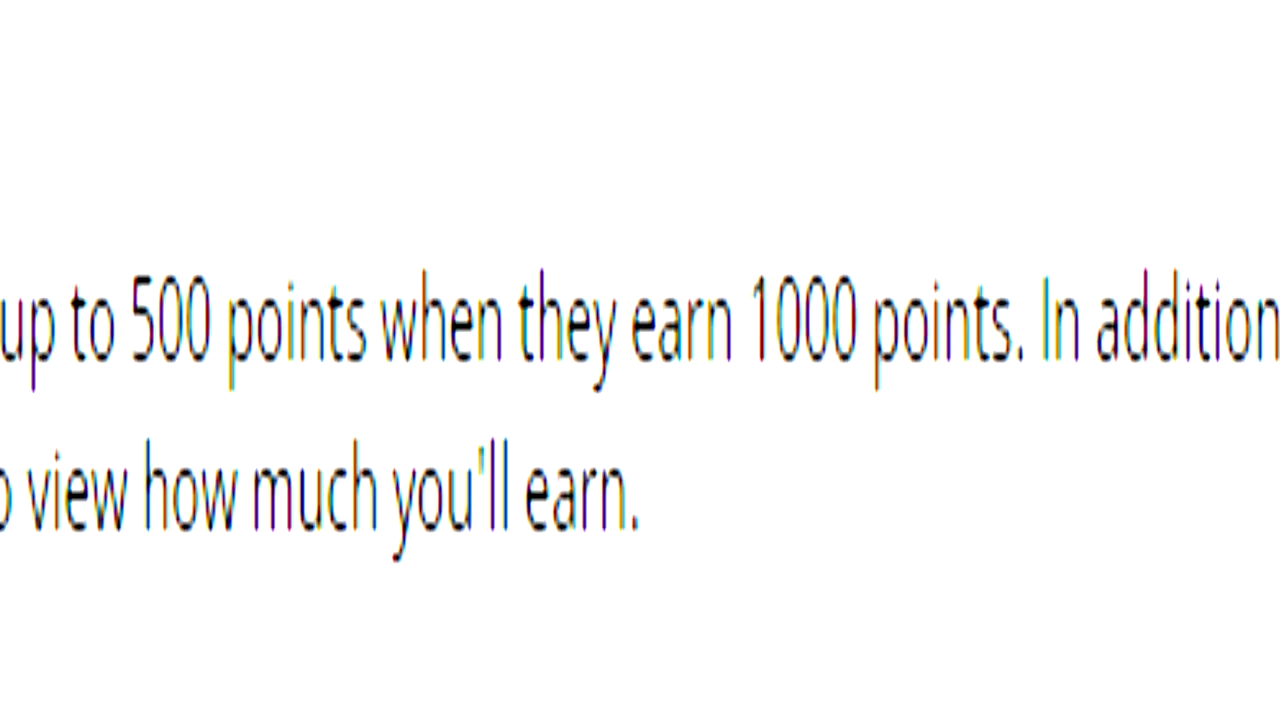 up to 500 points when they earn 1000 points. In addition
view how much you'll earn.